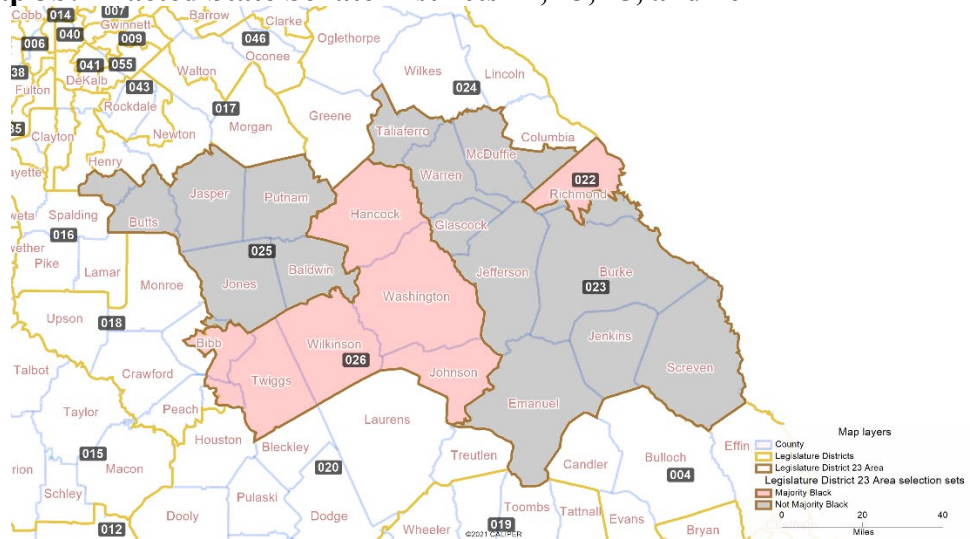 014
007
Cobb
Barrow
Clarke
Gwinnett
040
009
046
Oglethorpe
006
Oconee
Wilkes
Lincoln
041
055
Walton
024
38
DeKalb
043
Fulton
Rockdale
017
Greene
Morgan
Columbia
35
Clayton
Newton
Taliaferro
McDuffie
Henry
ayette
Warren
022
Richmond
Jasper
Putnam
Hancock
Spalding
Butts
Glascock
016
025
Pike
Lamar
Baldwin
Jefferson
Burke
Jones
023
Monroe
Washington
Upson
018
Jenkins
Bibb
Wilkinson
026
Screven
Talbot
Crawford
Twiggs
Johnson
Emanuel
Taylor
Peach
Laurens
Houston
Bleckley
Treutlen
Candler
Bulloch
Effin
015
Macon
020
004
Schley
Pulaski
Toombs
Tattnall
Evans
012
Dooly
Dodge
Wheeler
019
Bryan
©2021 CALIPER
Map layers
County
Legislature Districts
Legislature District 23 Area
Legislature District 23 Area selection sets
Majority Black
Not Majority Black
0 20 40
Miles